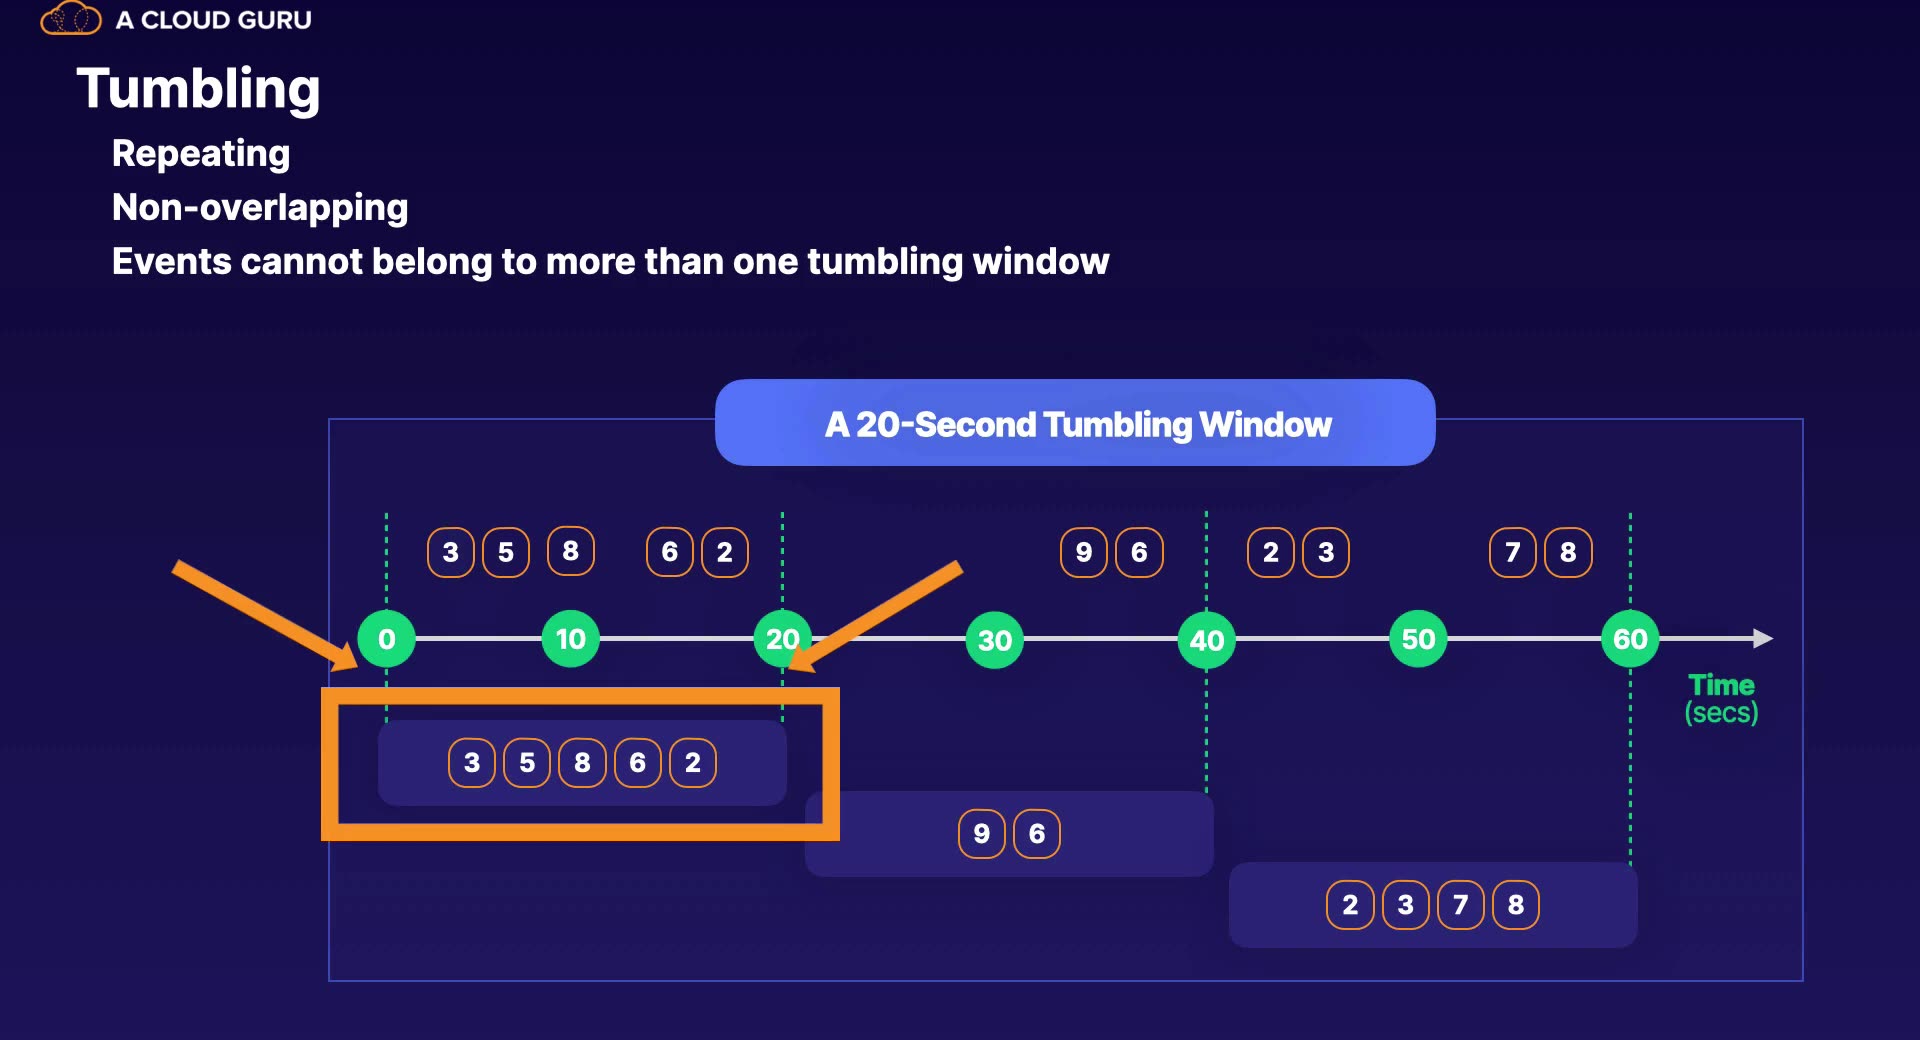 A CLOUD GURU
Tumbling
Repeating
Non-overlapping
Events cannot belong to more than one tumbling window
A 20-Second Tumbling Window
3 5 8 6 2 9 6 2 3 7 8
0 10 20 30 40 50 60
Time
(secs)
3 5 8 6 2
9 6
2 3 7 8